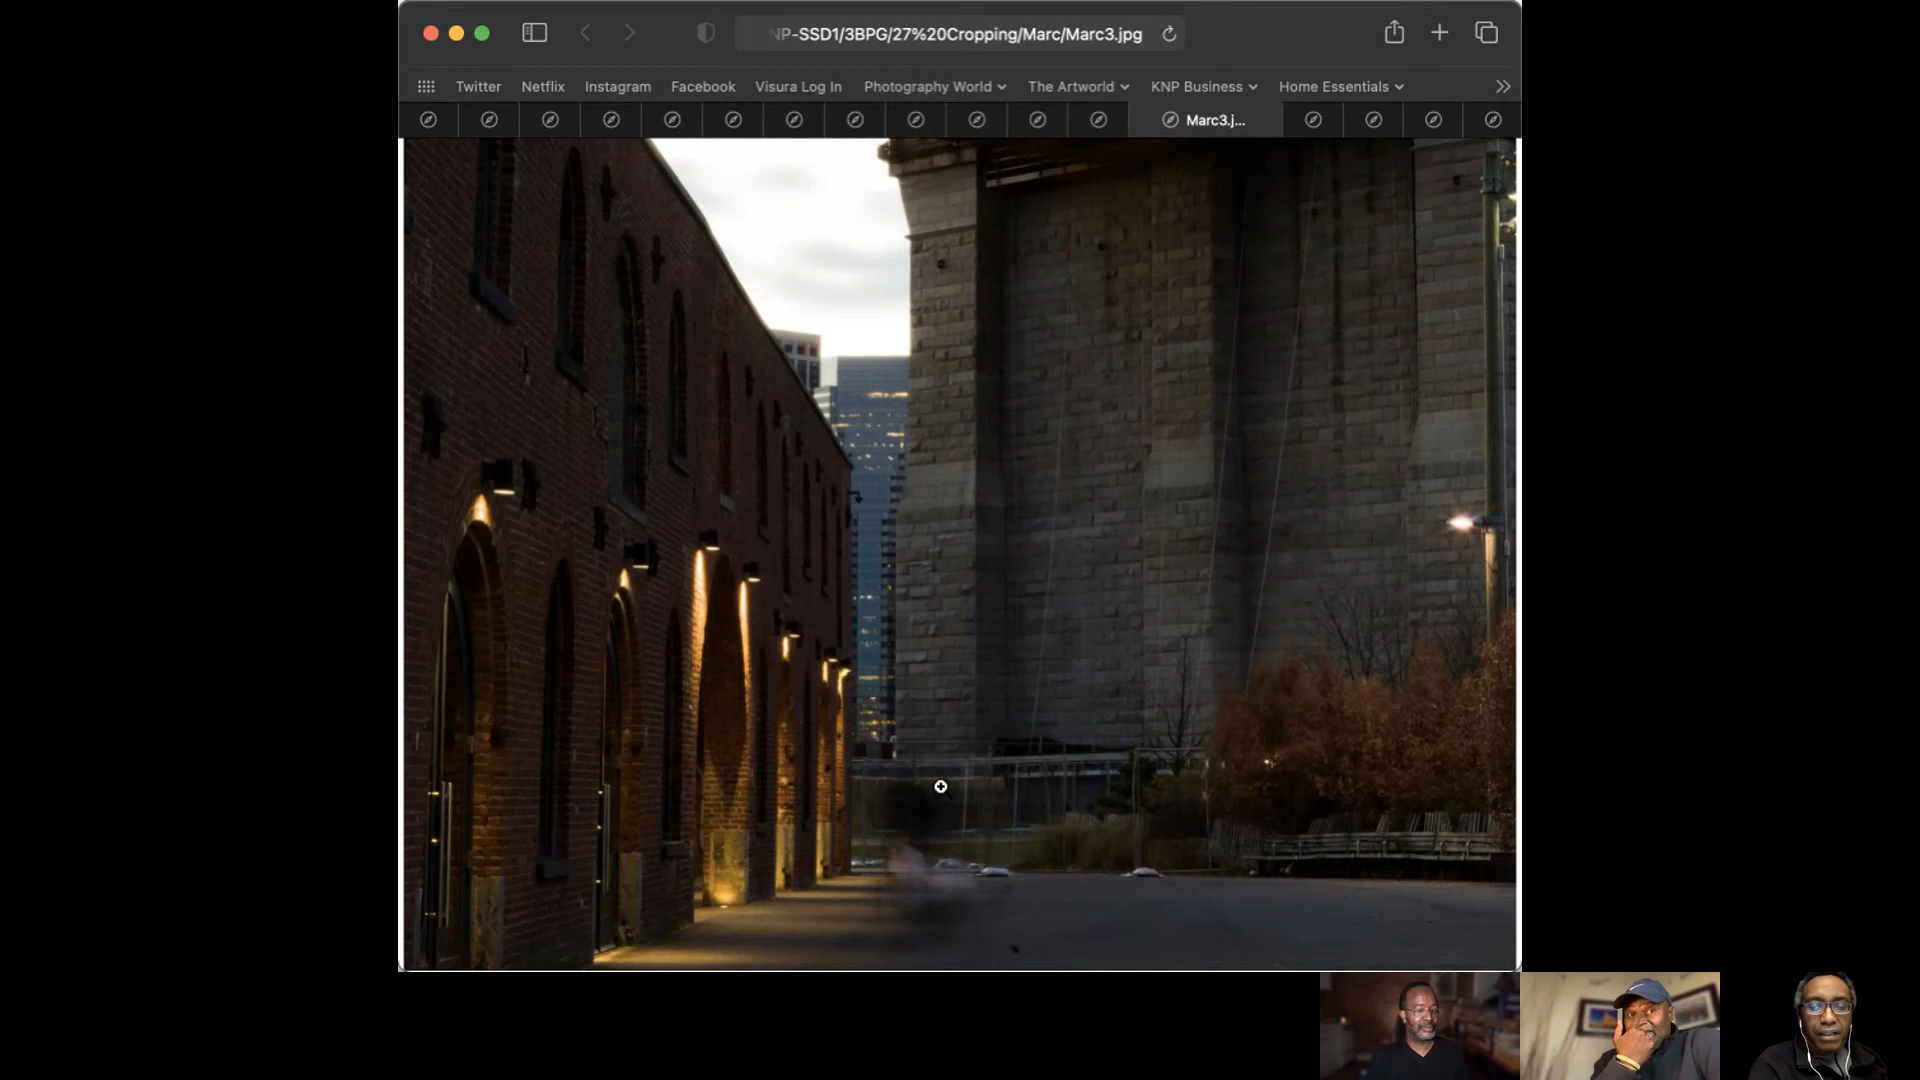 NP-SSD1/3BPG/27%20Cropping/Marc/Marc3.jpg
Twitter Netflix Instagram Facebook Visura Log In Photography World The Artworld KNP Business Home Essentials
Marc3.j...